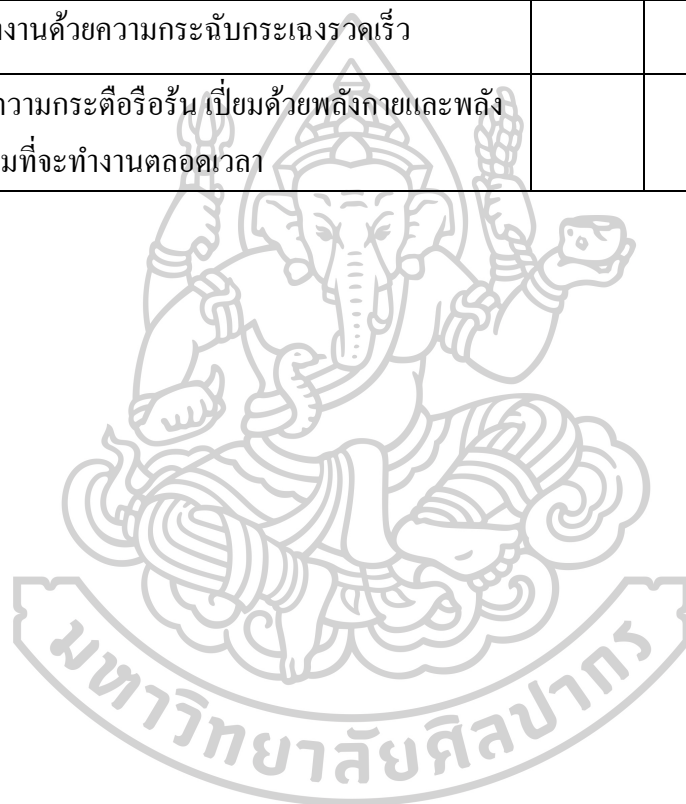 งานด้วยความกระฉับกระเฉงรวดเร็ว
ความกระตือรือร้น เปี่ยมด้วยพลังกายและพลัง
มที่จะทำงานตลอดเวลา
มหาวิทยาลัยศิลปากร